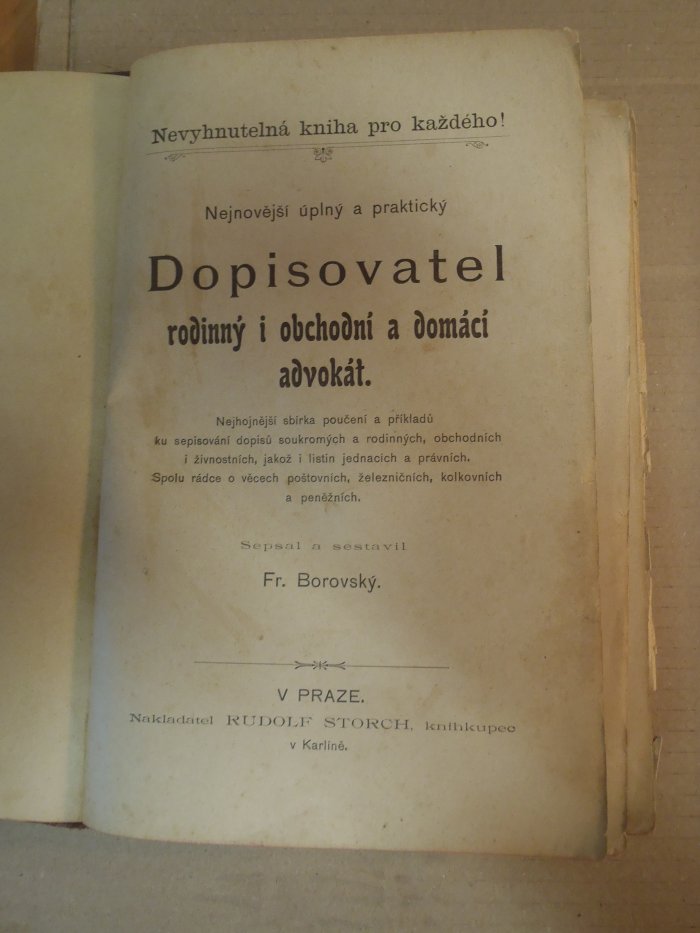 Nevyhnutelná kniha pro každého!
Nejnovější úplný a praktický
Dopisovatel
rodinný i obchodní a domácí
advokát.
Nejhojnější sbírka poučení a příkladů
ku sepisování dopisů soukromých a rodinných, obchodních
i živnostních, jakož i listin jednacích a právních.
Spolu rádce o věcech poštovních, železničních, kolkovních
a peněžních.
Sepsal a sestavil
Fr. Borovský.
V PRAZE.
Nakladatel RUDOLF STORCH, knihkupec
v Karlíně.